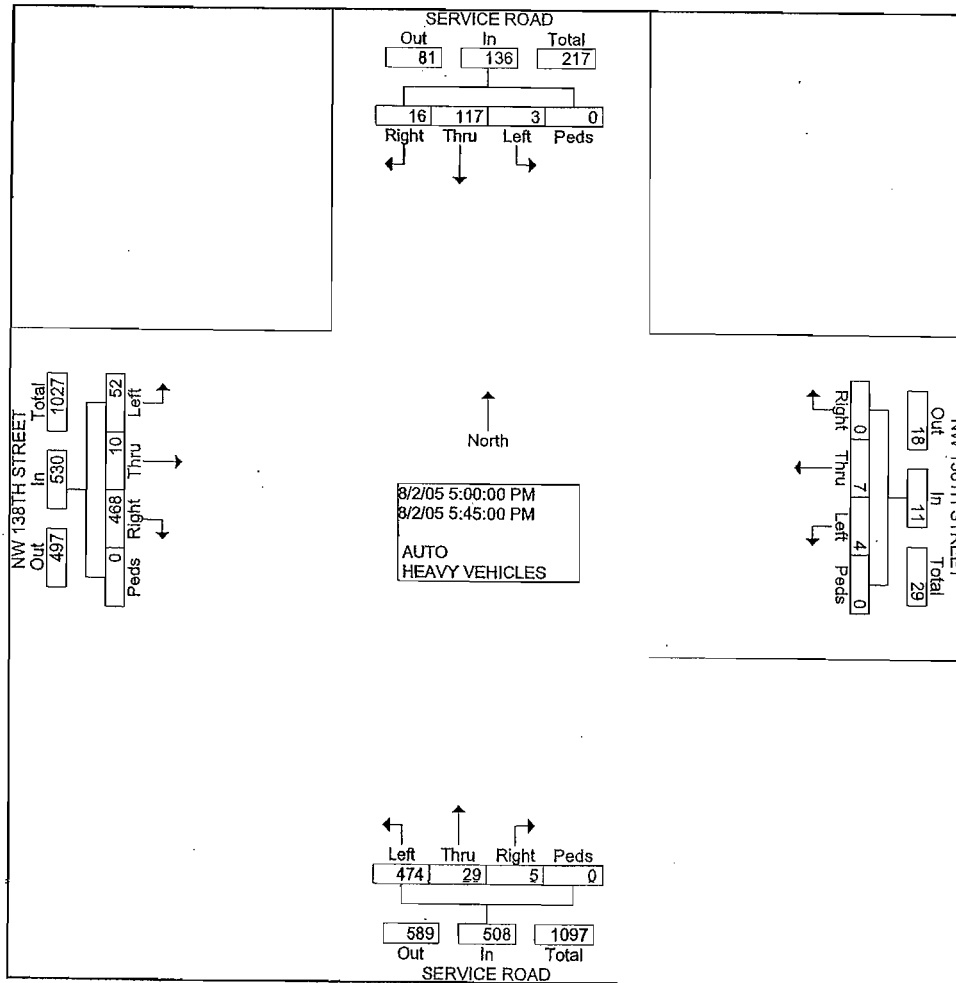 SERVICE ROAD
Out In Total
81 136 217
16 117 3 0
Right Thru Left Peds
NW 138TH STREET
Out In Total
497 530 1027
52 10 468 0
Left Thru Right Peds
North
8/2/05 5:00:00 PM
8/2/05 5:45:00 PM
AUTO
HEAVY VEHICLES
Right Thru Left Peds
0 7 4 0
Out In Total
18 11 29
NW STREET
Left Thru Right Peds
474 29 5 0
589 508 1097
Out In Total
SERVICE ROAD